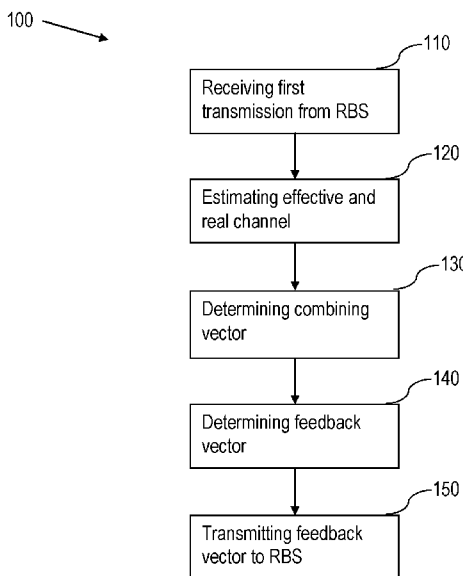 100
110
Receiving first
transmission from RBS
120
Estimating effective and
real channel
130
Determining combining
vector
140
Determining feedback
vector
150
Transmitting feedback
vector to RBS